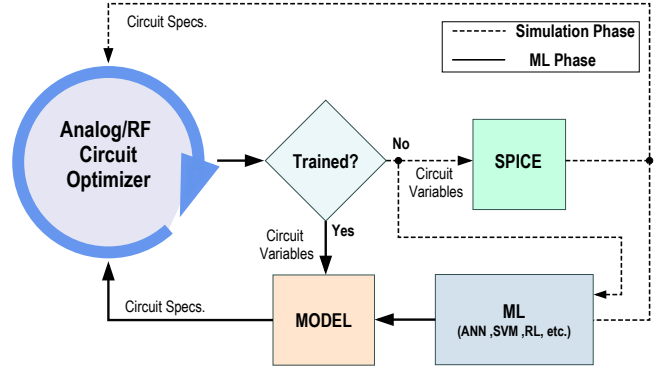 Circuit Specs.
Simulation Phase
ML Phase
Analog/RF
Circuit
Optimizer
Trained?
No
Circuit
Variables
SPICE
Yes
Circuit
Variables
Circuit Specs.
MODEL
ML
(ANN ,SVM ,RL, etc.)